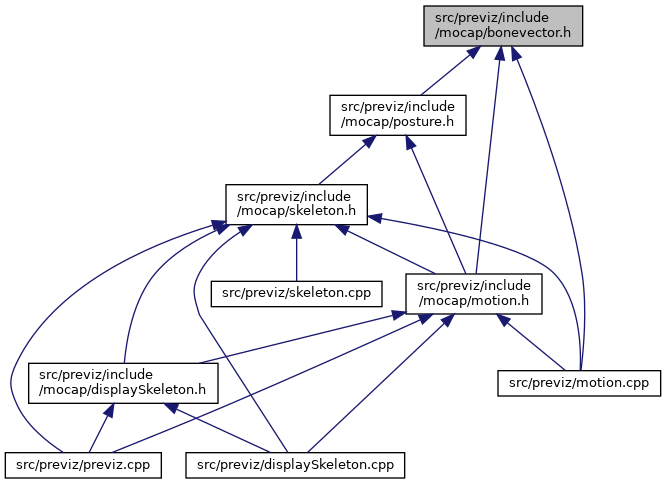 src/previz/include
/mocap/bonevector.h
src/previz/include
/mocap/posture.h
src/previz/include
/mocap/skeleton.h
src/previz/skeleton.cpp
src/previz/include
/mocap/motion.h
src/previz/include
/mocap/displaySkeleton.h
src/previz/motion.cpp
src/previz/previz.cpp
src/previz/displaySkeleton.cpp